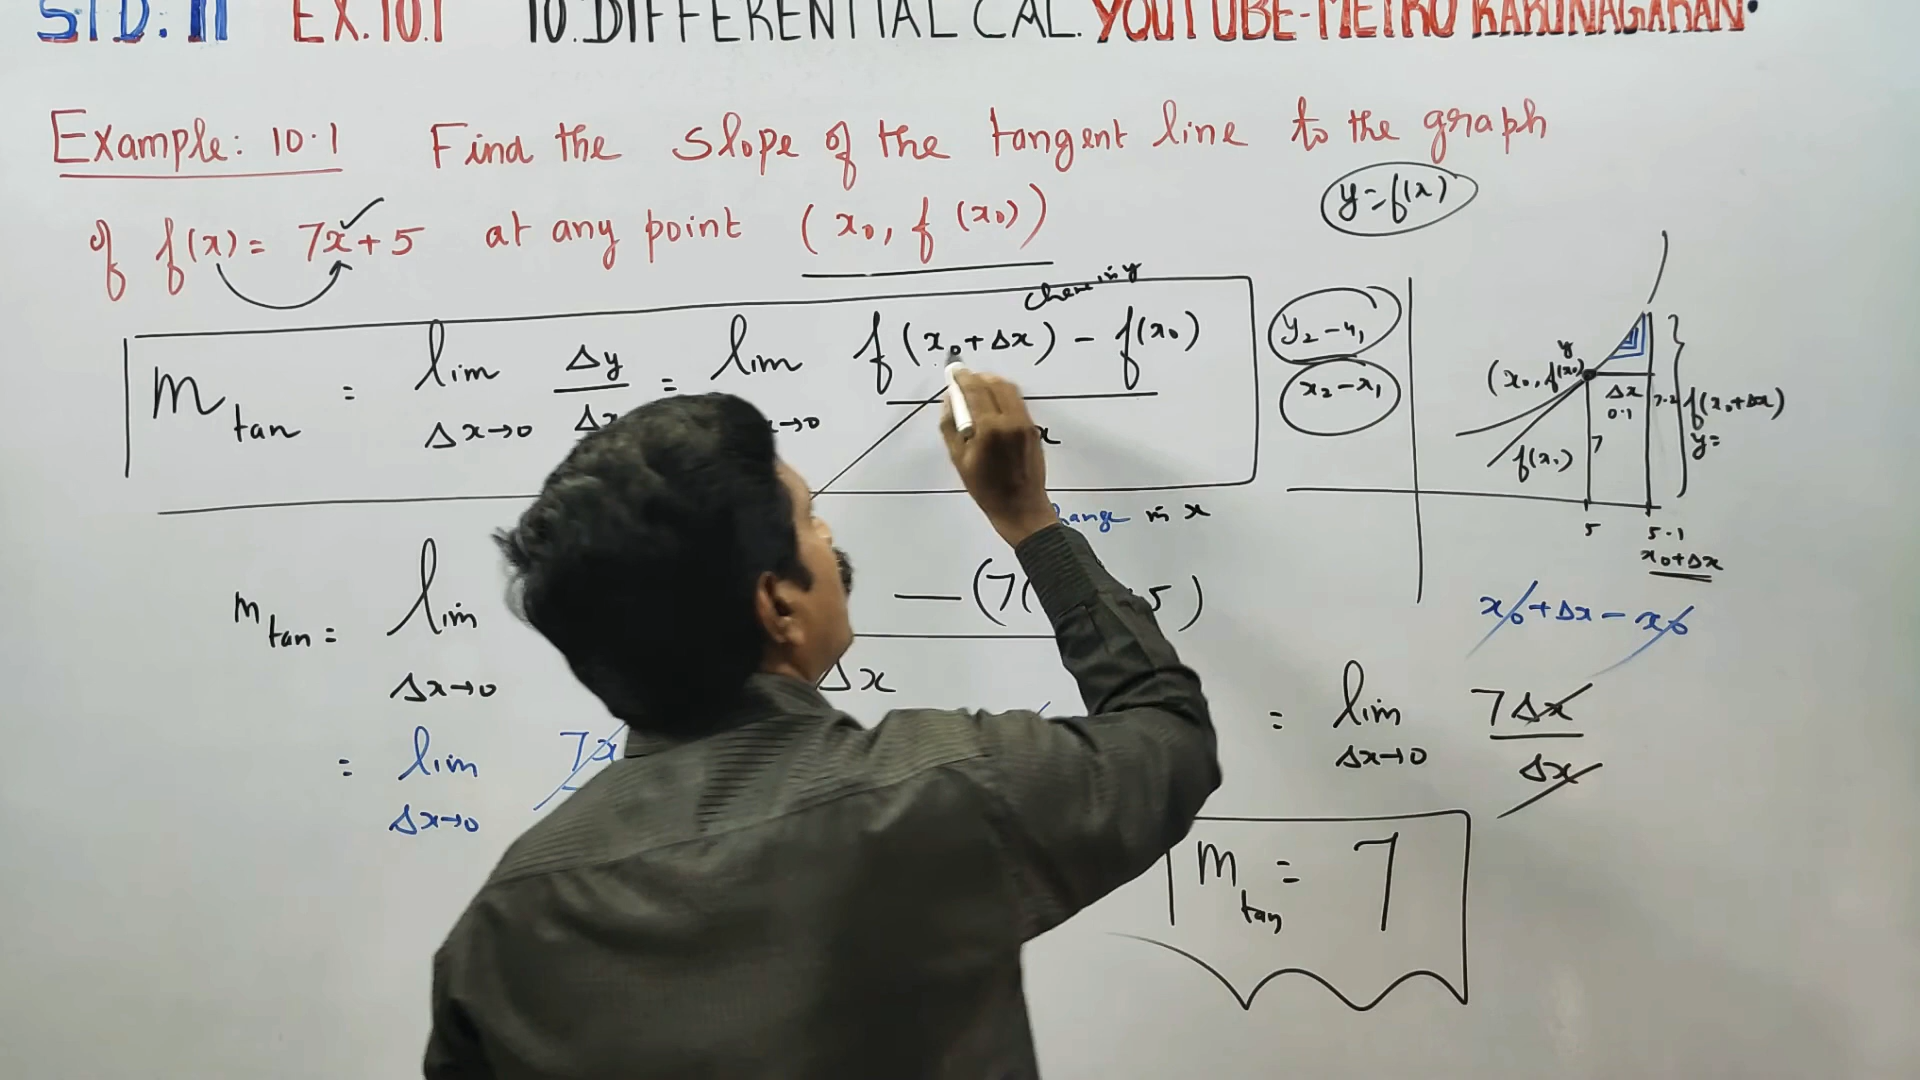 STD: 11 EX.10.1 10.DIFFERENTIAL CAL. YOUTUBE-METRO KARUNAGARAN.
Example: 10.1 Find the slope of the tangent line to the graph
of f(x) = 7x + 5 at any point (x₀, f(x₀))
y = f(x)
m tan = lim Δx→0 Δy/Δx = lim →0 f(x₀+Δx) − f(x₀)
y₂ − y₁
x₂ − x₁
in x
(x₀, f(x₀))
y
Δx
0.1
7
f(x₀+Δx)
y =
5
5.1
x₀+Δx
x₀ + Δx − x₀
m tan = lim Δx→0 — (7( 5) Δx
= lim Δx→0 7x
= lim Δx→0 7Δx/Δx
m tan = 7